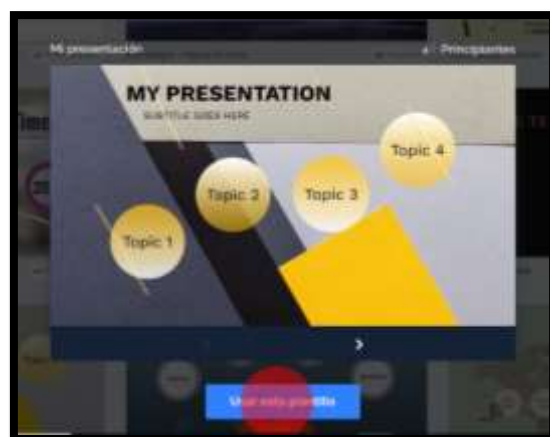 Mi presentación
Principiantes
MY PRESENTATION
SUBTITLE GOES HERE
Topic 4
Topic 2
Topic 3
Topic 1
Usar esta plantilla